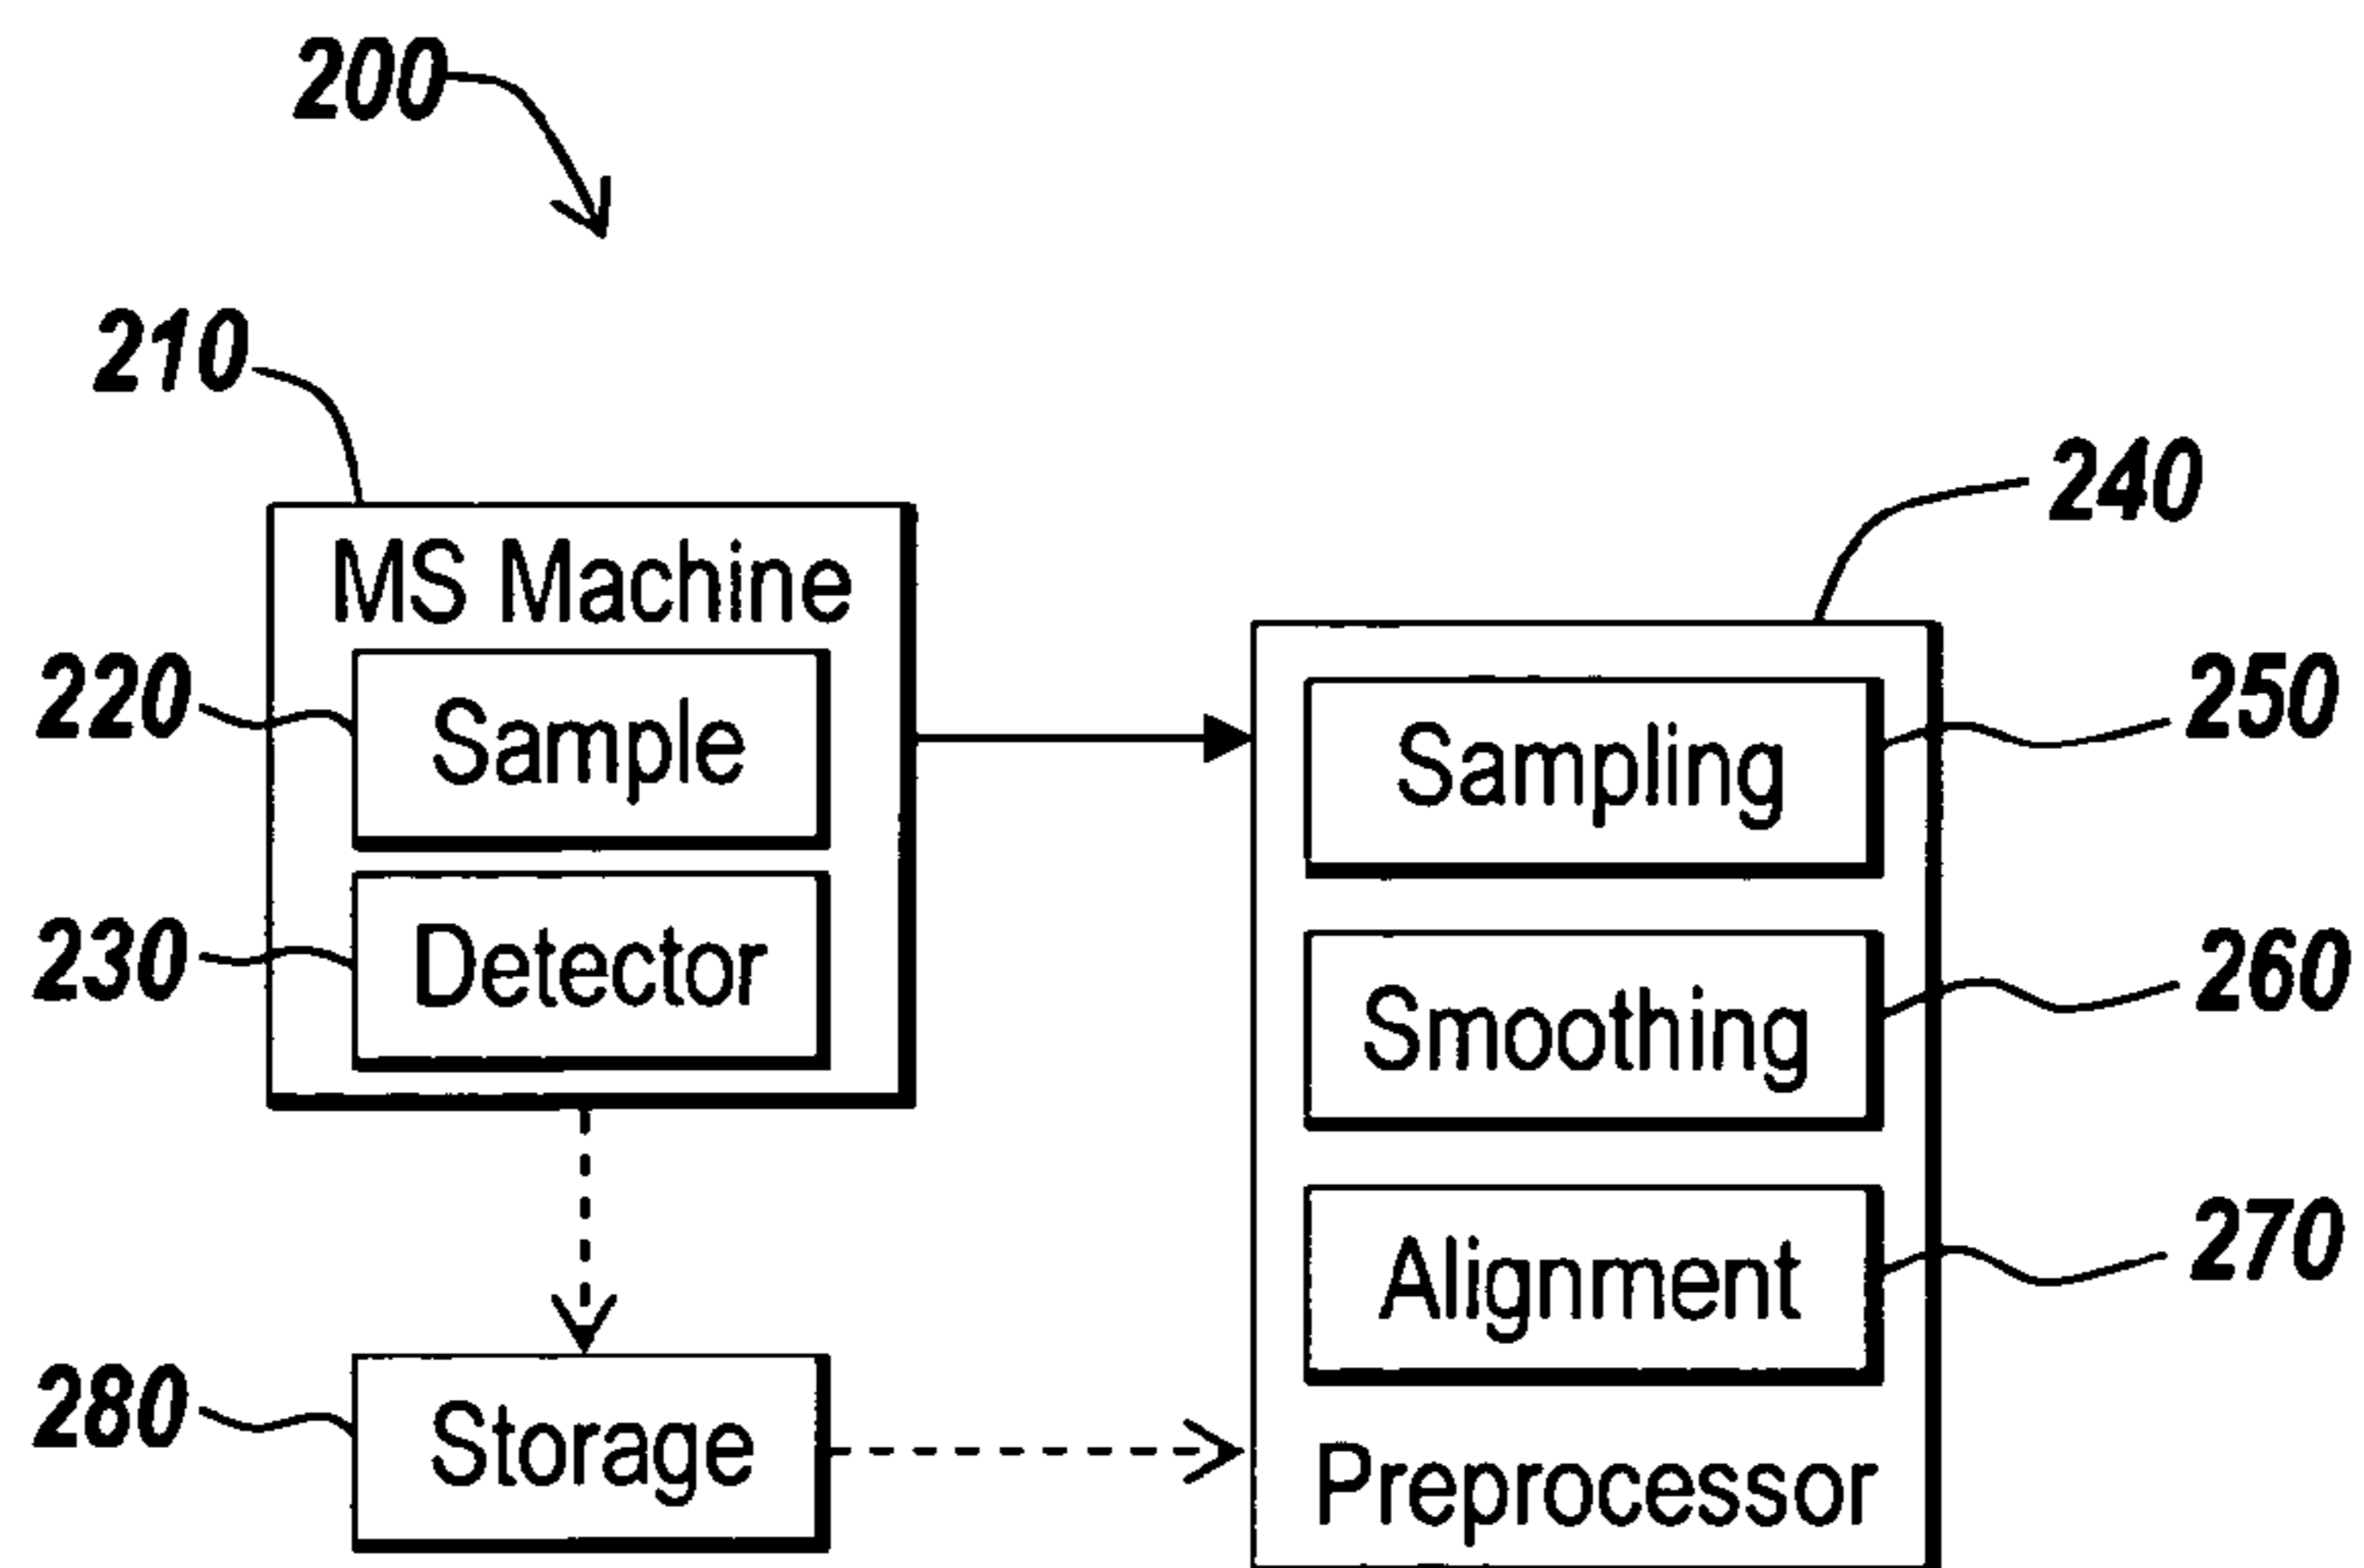 200
210
MS Machine
240
220
Sample
250
Sampling
230
Detector
260
Smoothing
270
Alignment
280
Storage
Preprocessor